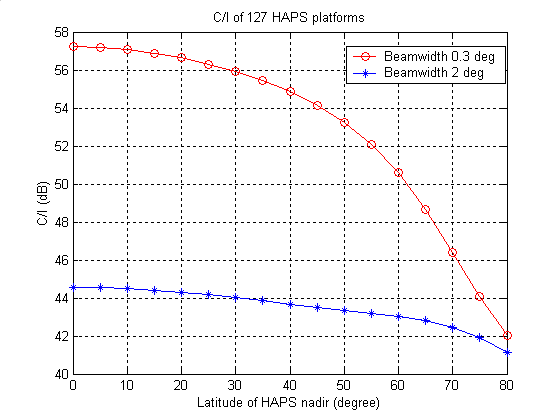 C/I of 127 HAPS platforms
Beamwidth 0.3 deg
Beamwidth 2 deg
58
56
54
52
50
48
46
44
42
40
C/I (dB)
0 10 20 30 40 50 60 70 80
Latitude of HAPS nadir (degree)